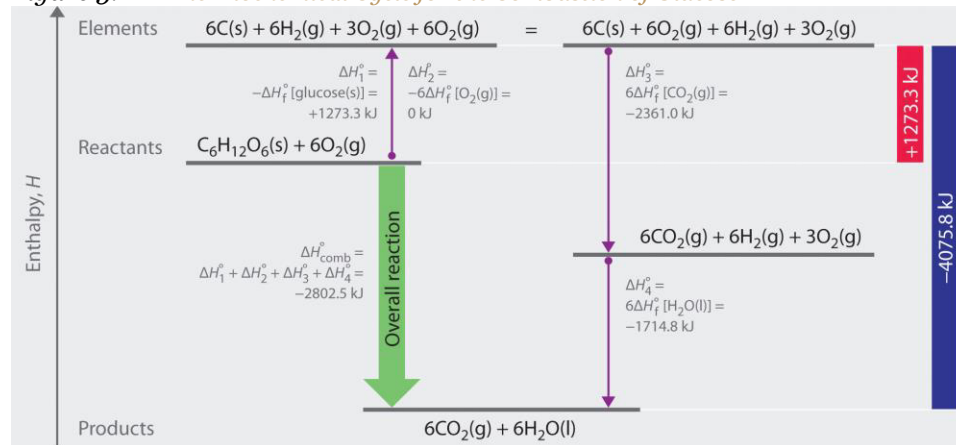 Elements
6C(s) + 6H₂(g) + 3O₂(g) + 6O₂(g) = 6C(s) + 6O₂(g) + 6H₂(g) + 3O₂(g)
ΔH°₁ =
−ΔH°f [glucose(s)] =
+1273.3 kJ
ΔH°₂ =
−6ΔH°f [O₂(g)] =
0 kJ
ΔH°₃ =
6ΔH°f [CO₂(g)] =
−2361.0 kJ
+1273.3 kJ
−4075.8 kJ
Reactants
C₆H₁₂O₆(s) + 6O₂(g)
Enthalpy, H
6CO₂(g) + 6H₂(g) + 3O₂(g)
ΔH°comb =
ΔH°₁ + ΔH°₂ + ΔH°₃ + ΔH°₄ =
−2802.5 kJ
Overall reaction
ΔH°₄ =
6ΔH°f [H₂O(l)] =
−1714.8 kJ
Products
6CO₂(g) + 6H₂O(l)